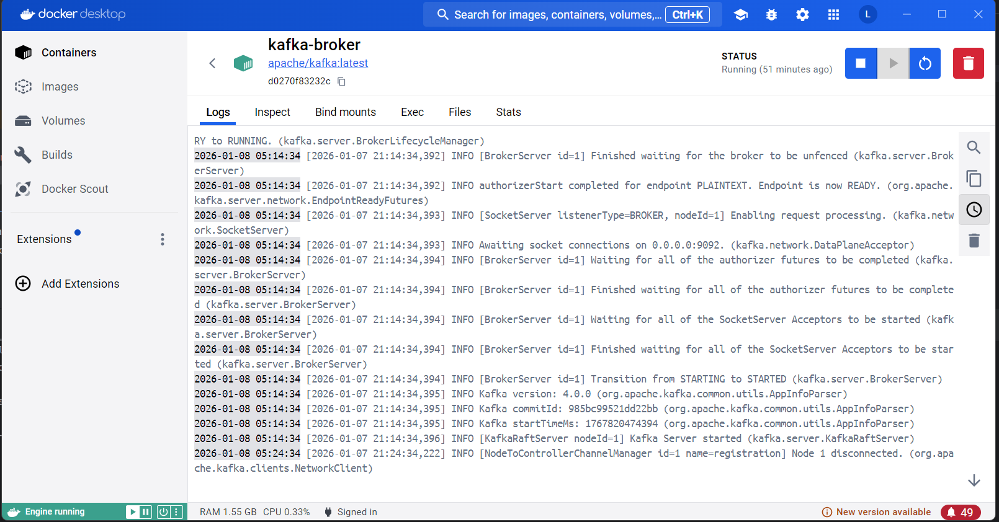 docker desktop
Search for images, containers, volumes,... Ctrl+K
L
Containers
Images
Volumes
Builds
Docker Scout
Extensions
Add Extensions
kafka-broker
apache/kafka:latest
d0270f83232c
STATUS
Running (51 minutes ago)
Logs Inspect Bind mounts Exec Files Stats
RY to RUNNING. (kafka.server.BrokerLifecycleManager)
2026-01-08 05:14:34 [2026-01-07 21:14:34,392] INFO [BrokerServer id=1] Finished waiting for the broker to be unfenced (kafka.server.Brok
erServer)
2026-01-08 05:14:34 [2026-01-07 21:14:34,392] INFO authorizerStart completed for endpoint PLAINTEXT. Endpoint is now READY. (org.apache.
kafka.server.network.EndpointReadyFutures)
2026-01-08 05:14:34 [2026-01-07 21:14:34,393] INFO [SocketServer listenerType=BROKER, nodeId=1] Enabling request processing. (kafka.netw
ork.SocketServer)
2026-01-08 05:14:34 [2026-01-07 21:14:34,393] INFO Awaiting socket connections on 0.0.0.0:9092. (kafka.network.DataPlaneAcceptor)
2026-01-08 05:14:34 [2026-01-07 21:14:34,394] INFO [BrokerServer id=1] Waiting for all of the authorizer futures to be completed (kafka.
server.BrokerServer)
2026-01-08 05:14:34 [2026-01-07 21:14:34,394] INFO [BrokerServer id=1] Finished waiting for all of the authorizer futures to be complete
d (kafka.server.BrokerServer)
2026-01-08 05:14:34 [2026-01-07 21:14:34,394] INFO [BrokerServer id=1] Waiting for all of the SocketServer Acceptors to be started (kafk
a.server.BrokerServer)
2026-01-08 05:14:34 [2026-01-07 21:14:34,394] INFO [BrokerServer id=1] Finished waiting for all of the SocketServer Acceptors to be star
ted (kafka.server.BrokerServer)
2026-01-08 05:14:34 [2026-01-07 21:14:34,394] INFO [BrokerServer id=1] Transition from STARTING to STARTED (kafka.server.BrokerServer)
2026-01-08 05:14:34 [2026-01-07 21:14:34,395] INFO Kafka version: 4.0.0 (org.apache.kafka.common.utils.AppInfoParser)
2026-01-08 05:14:34 [2026-01-07 21:14:34,395] INFO Kafka commitId: 985bc99521dd22bb (org.apache.kafka.common.utils.AppInfoParser)
2026-01-08 05:14:34 [2026-01-07 21:14:34,395] INFO Kafka startTimeMs: 1767820474394 (org.apache.kafka.common.utils.AppInfoParser)
2026-01-08 05:14:34 [2026-01-07 21:14:34,396] INFO [KafkaRaftServer nodeId=1] Kafka Server started (kafka.server.KafkaRaftServer)
2026-01-08 05:24:34 [2026-01-07 21:24:34,222] INFO [NodeToControllerChannelManager id=1 name=registration] Node 1 disconnected. (org.apa
che.kafka.clients.NetworkClient)
Engine running
RAM 1.55 GB CPU 0.33% Signed in
New version available
49